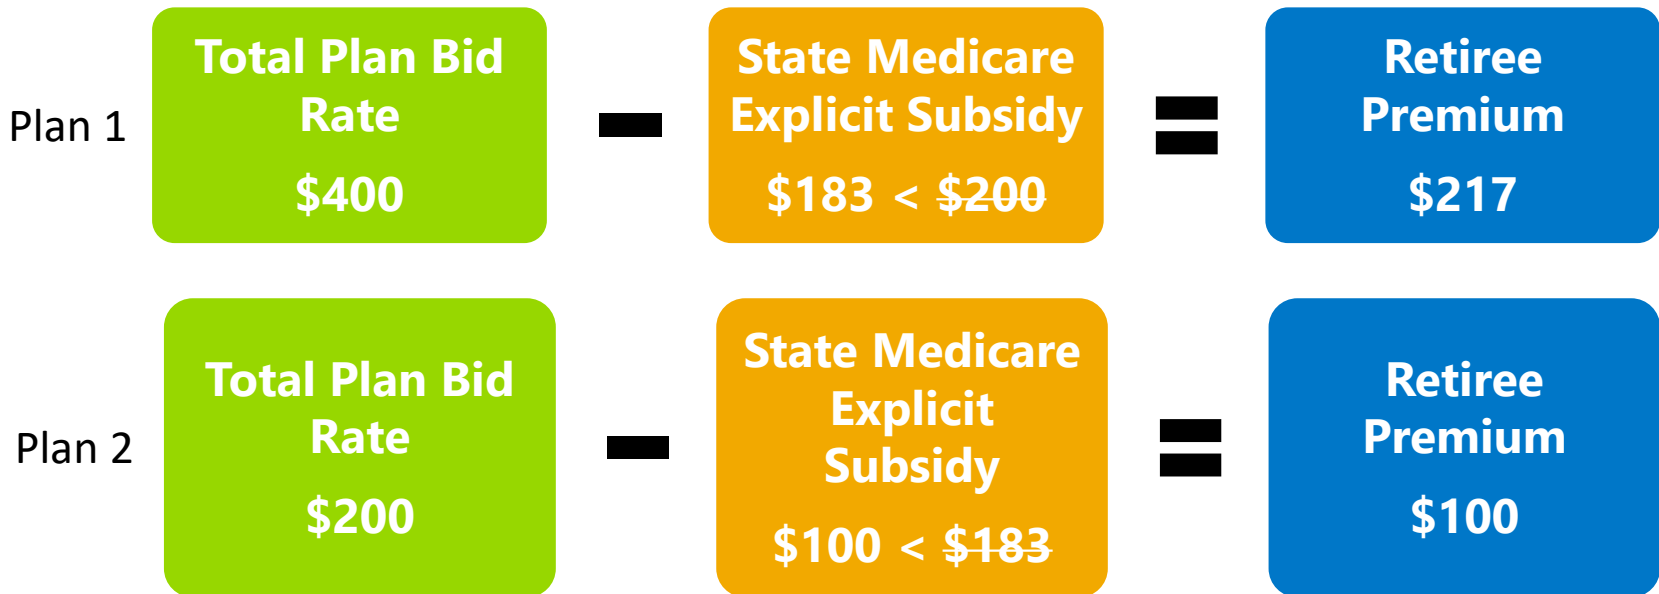 Plan 1
Total Plan Bid
Rate
$400
State Medicare
Explicit Subsidy
$183 < $200
Retiree
Premium
$217
Plan 2
Total Plan Bid
Rate
$200
State Medicare
Explicit
Subsidy
$100 < $183
Retiree
Premium
$100